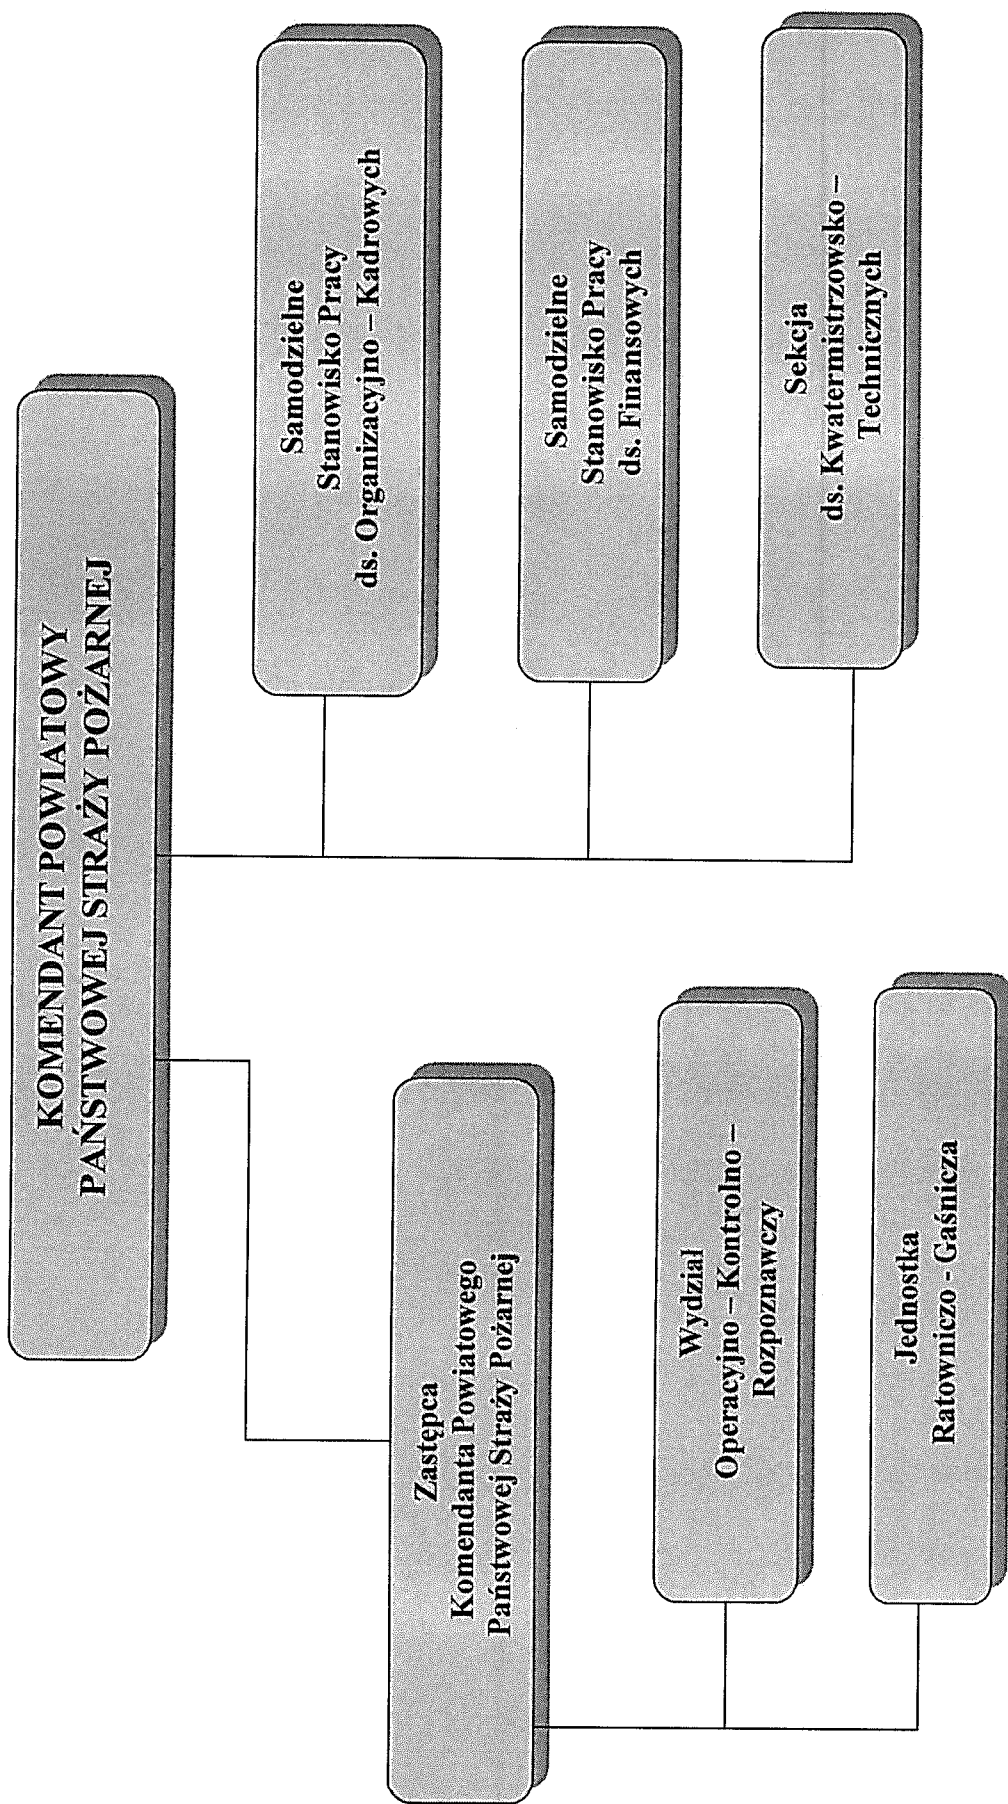 KOMENDANT POWIATOWY
PAŃSTWOWEJ STRAŻY POŻARNEJ
Zastępca
Komendanta Powiatowego
Państwowej Straży Pożarnej
Wydział
Operacyjno – Kontrolno –
Rozpoznawczy
Jednostka
Ratowniczo - Gaśnicza
Samodzielne
Stanowisko Pracy
ds. Organizacyjno – Kadrowych
Samodzielne
Stanowisko Pracy
ds. Finansowych
Sekcja
ds. Kwatermistrzowsko –
Technicznych